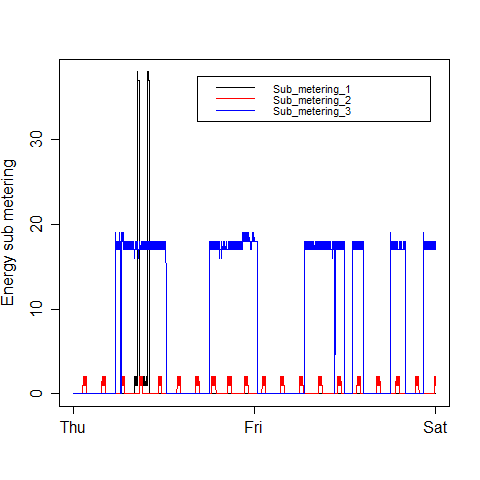 Sub_metering_1
Sub_metering_2
Sub_metering_3
Energy sub metering
30
20
10
0
Thu Fri Sat